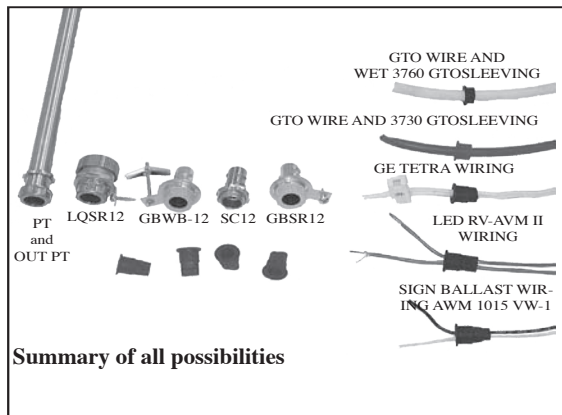 GTO WIRE AND
WET 3760 GTOSLEEVING
GTO WIRE AND 3730 GTOSLEEVING
GE TETRA WIRING
LED RV-AVM II
WIRING
SIGN BALLAST WIR-
ING AWM 1015 VW-1
PT
and
OUT PT
LQSR12
GBWB-12
SC12
GBSR12
Summary of all possibilities